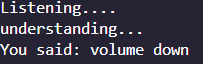 Listening....
understanding...
You said: volume down